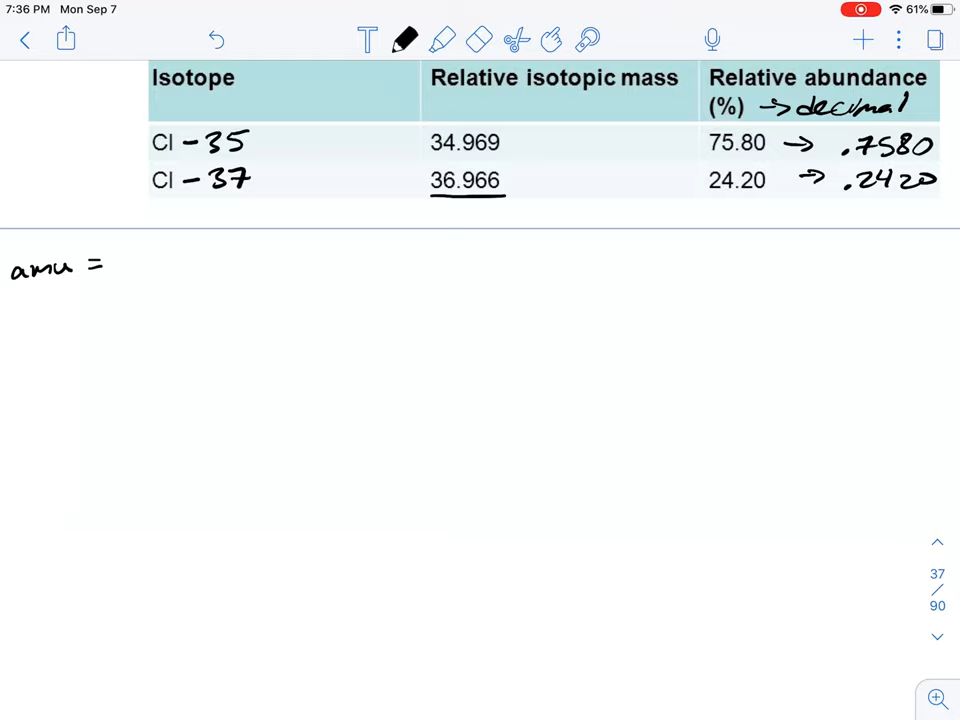 7:36 PM Mon Sep 7 61%
T
Isotope Relative isotopic mass Relative abundance
(%) → decimal
Cl - 35 34.969 75.80 → .7580
Cl - 37 36.966 24.20 → .2420
amu =
37
/
90